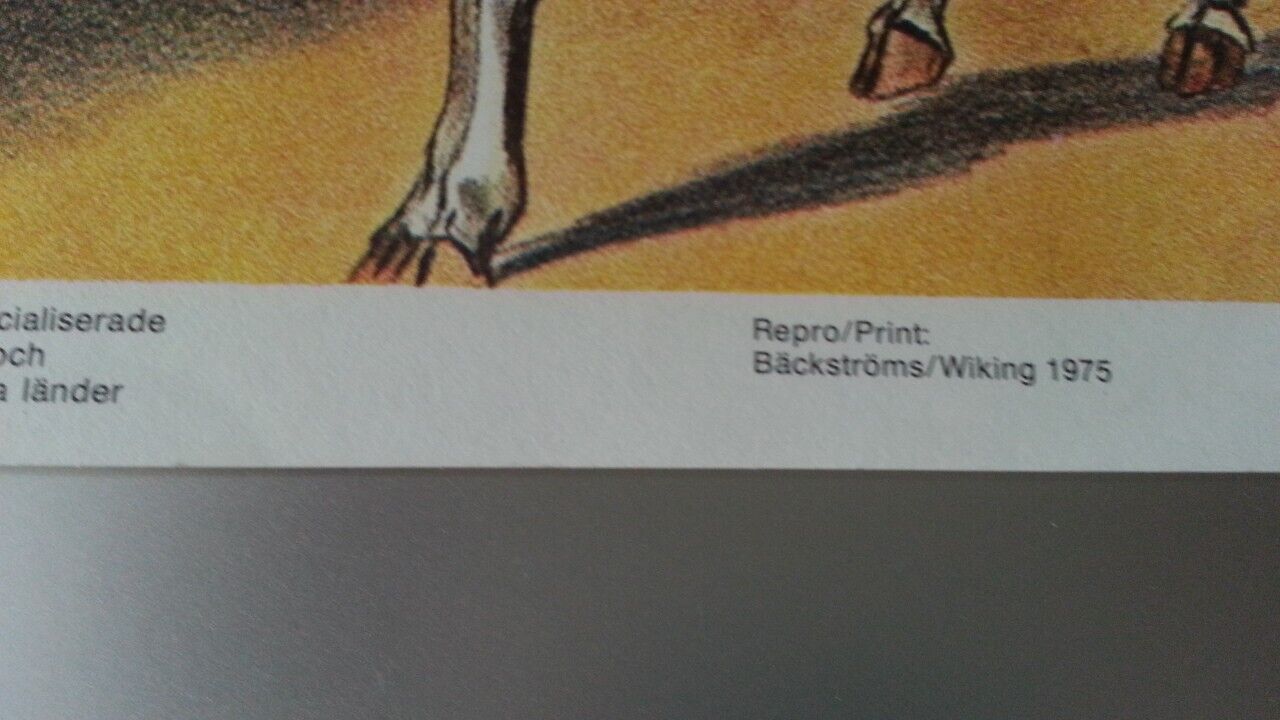 cialiserade
och
a länder
Repro/Print:
Bäckströms/Wiking 1975